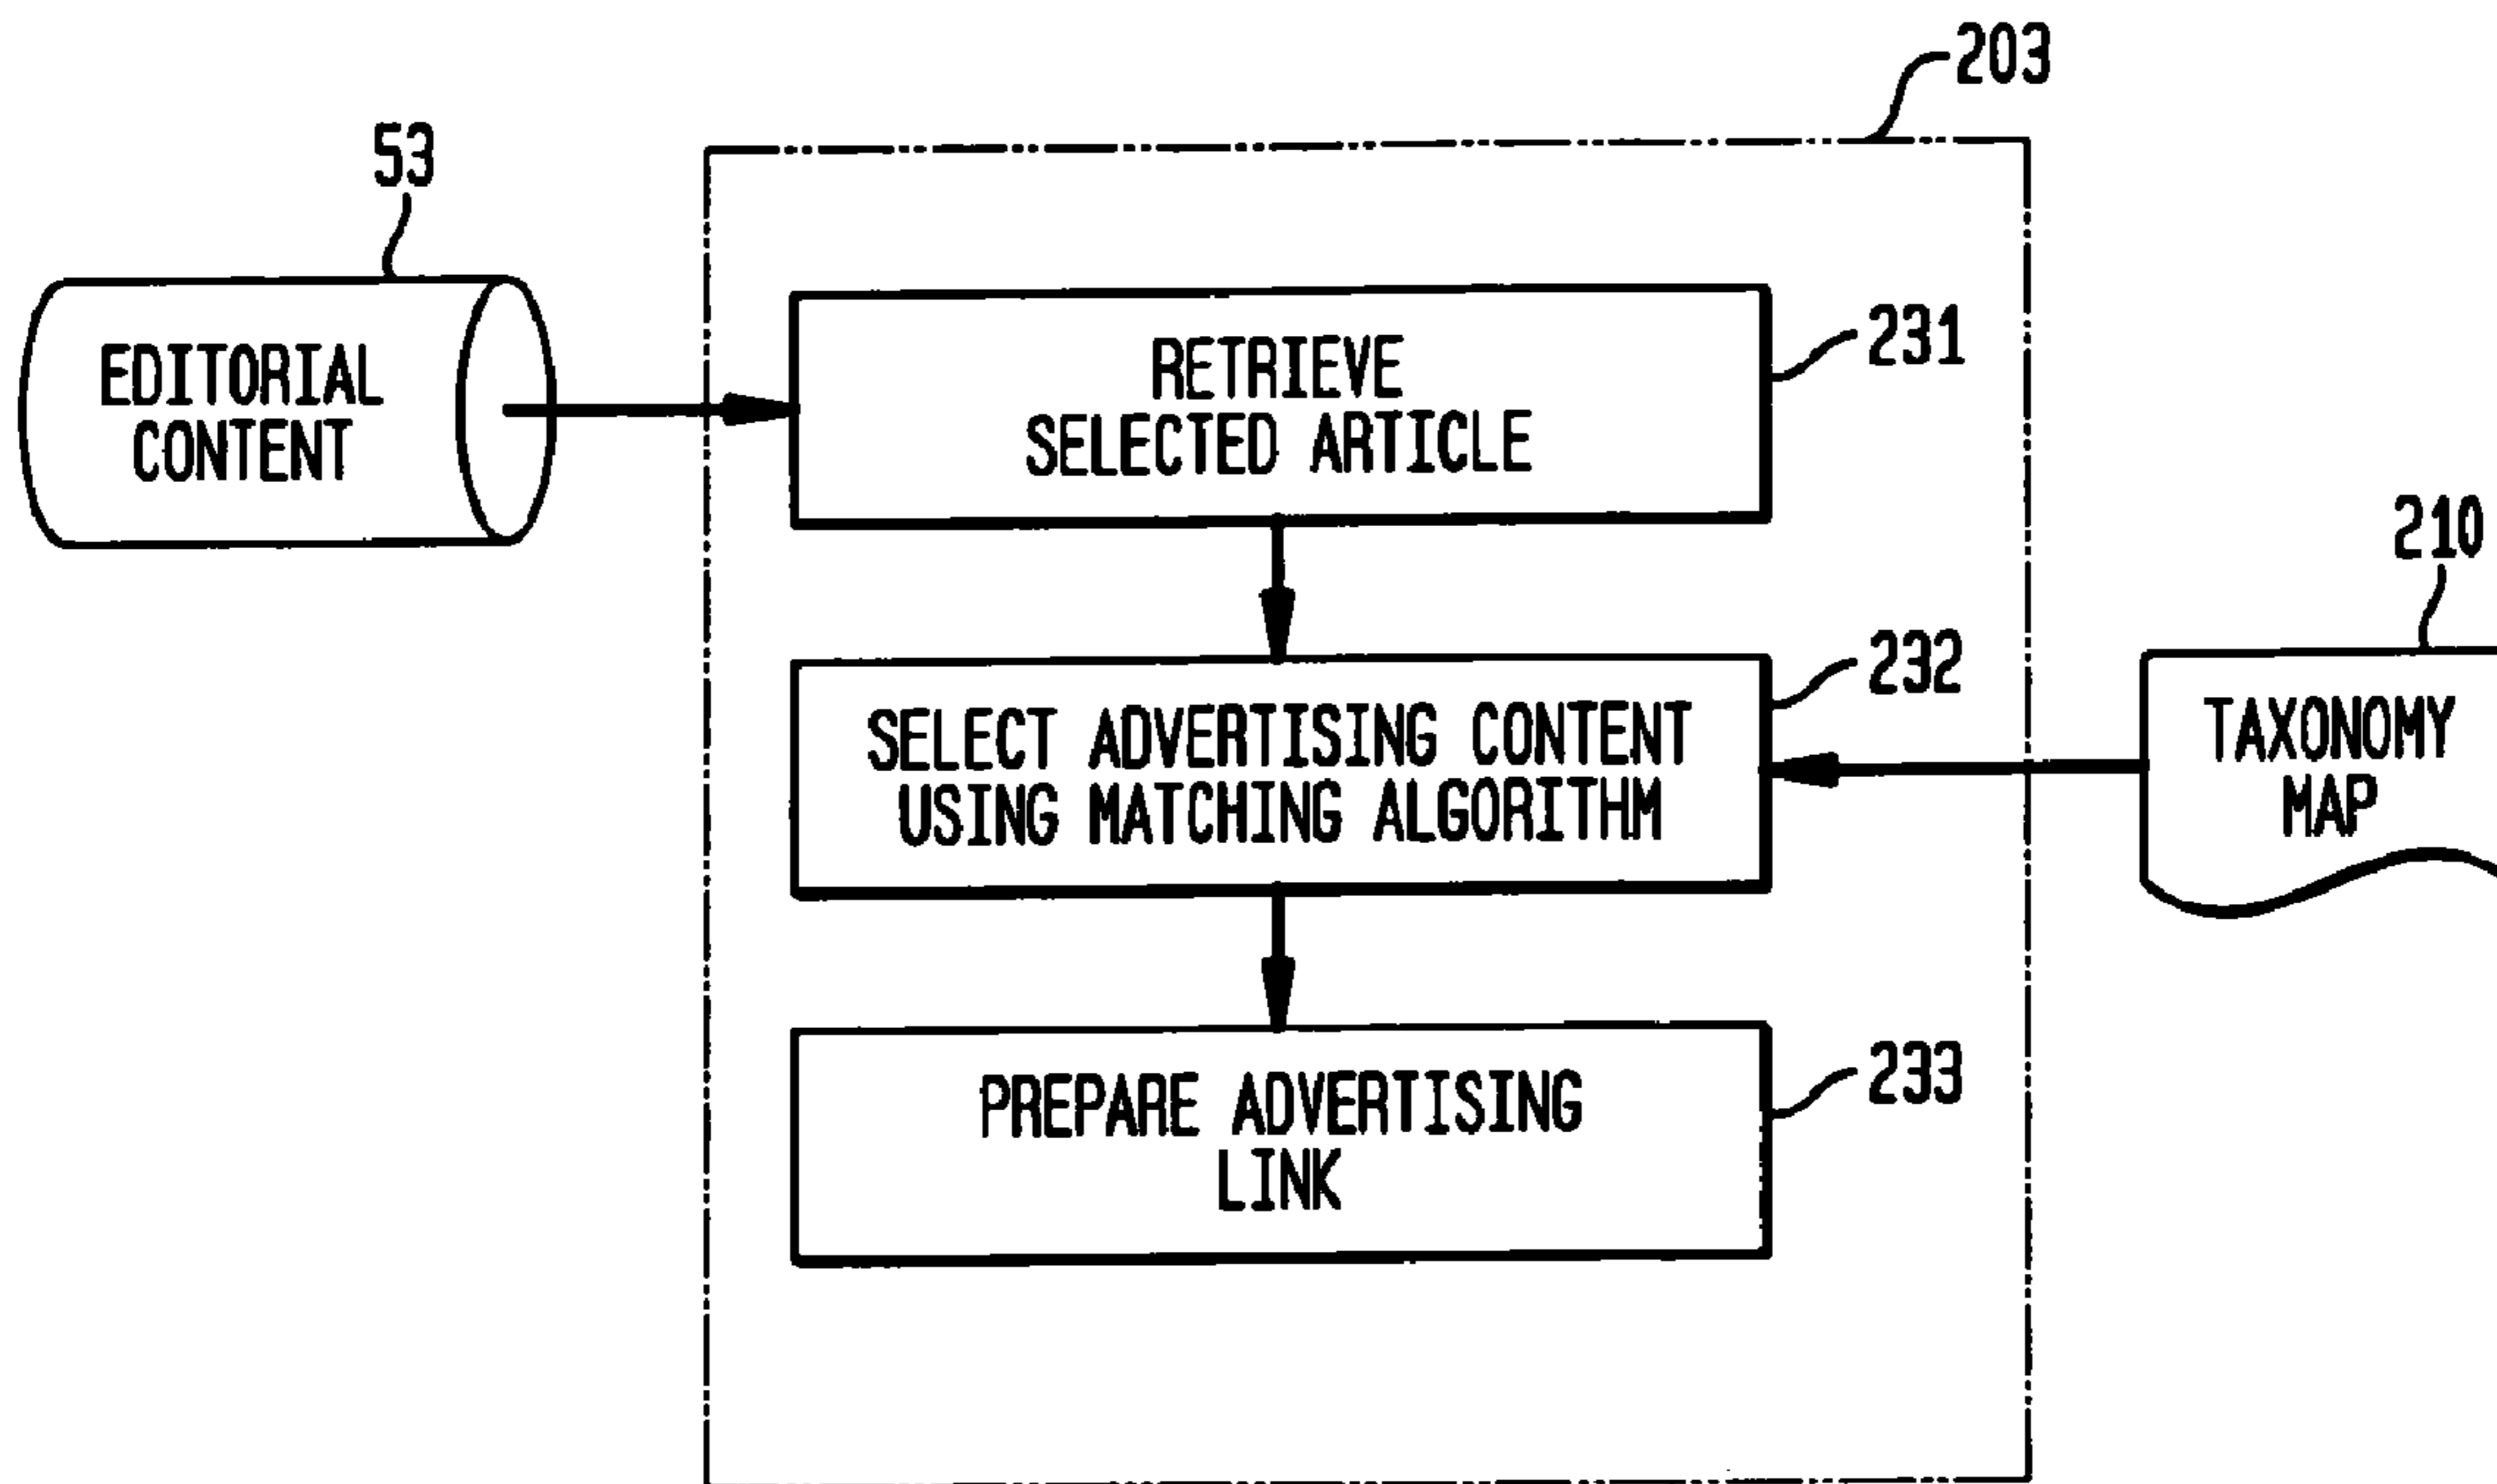 203
53
EDITORIAL
CONTENT
RETRIEVE
SELECTED ARTICLE
231
210
SELECT ADVERTISING CONTENT
USING MATCHING ALGORITHM
232
TAXONOMY
MAP
PREPARE ADVERTISING
LINK
233